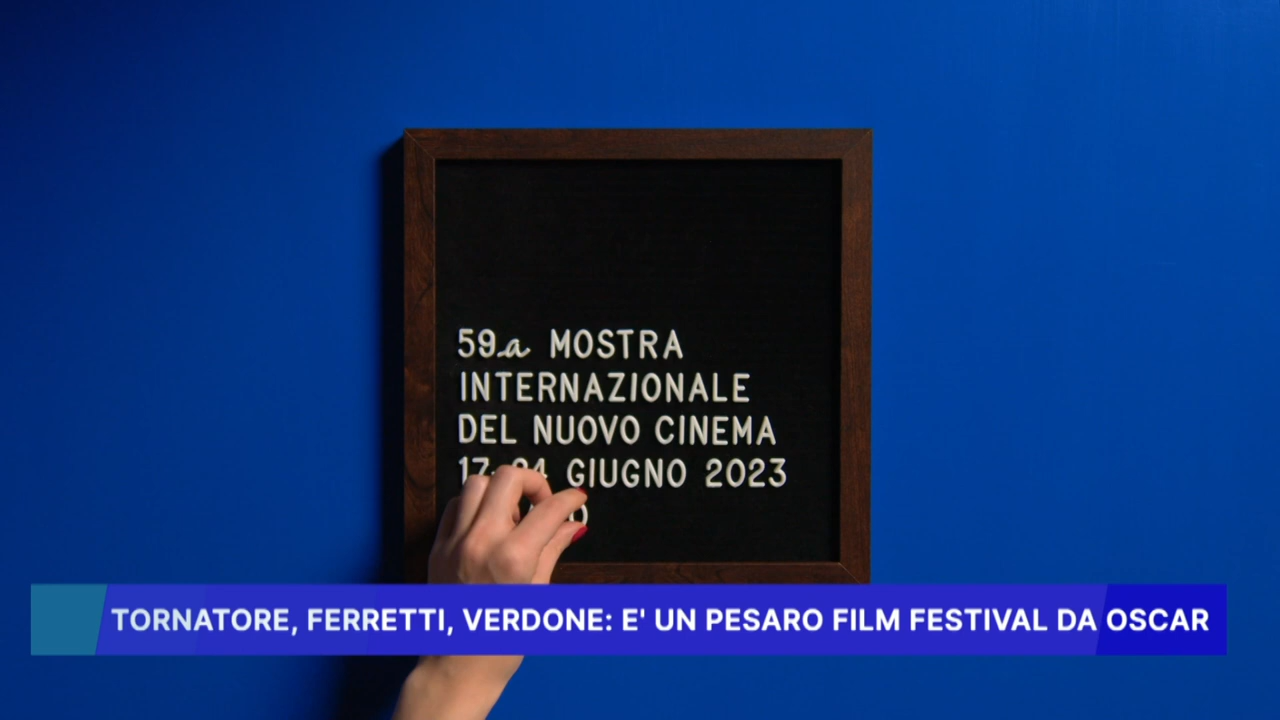 59a MOSTRA
INTERNAZIONALE
DEL NUOVO CINEMA
GIUGNO 2023
TORNATORE, FERRETTI, VERDONE: E' UN PESARO FILM FESTIVAL DA OSCAR